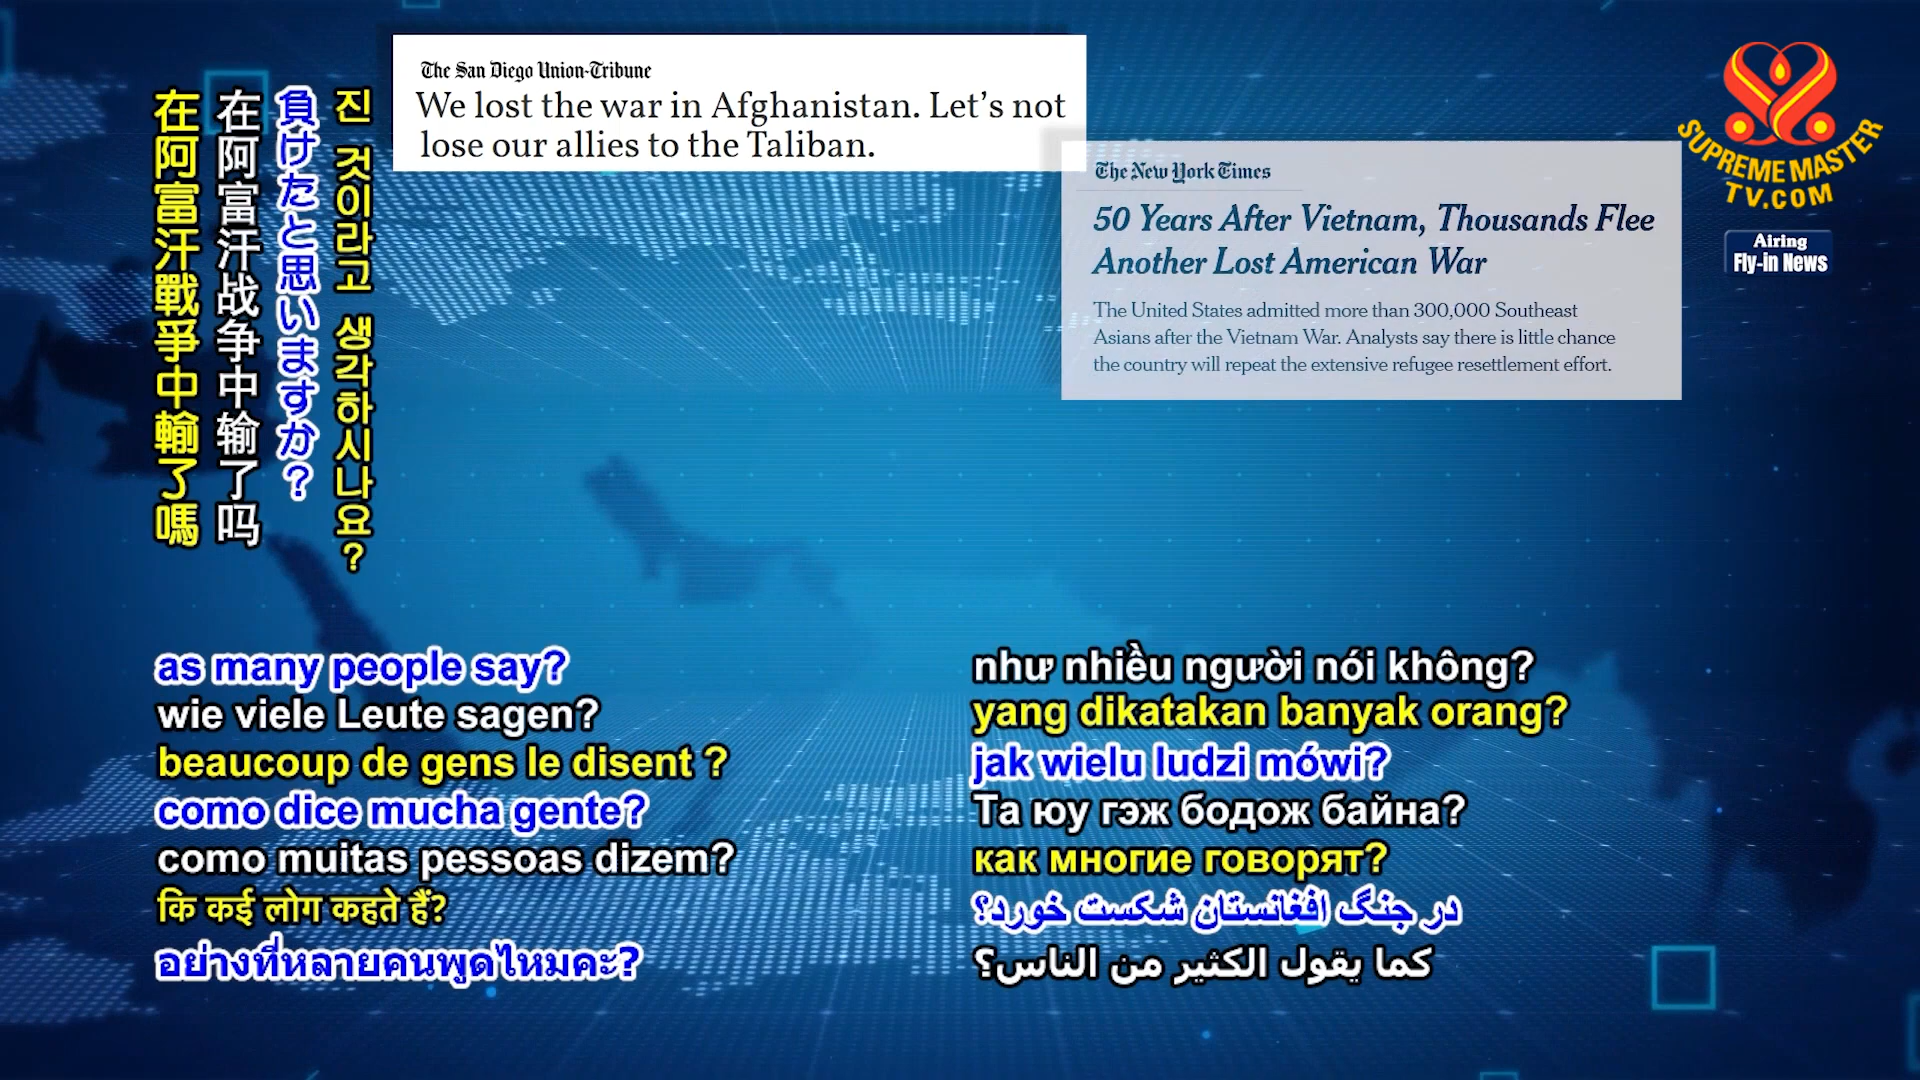 在阿富汗戰爭中輸了嗎
在阿富汗战争中输了吗
負けたと思いますか?
진 것이라고 생각하시나요?
The San Diego Union-Tribune
We lost the war in Afghanistan. Let’s not
lose our allies to the Taliban.
The New York Times
50 Years After Vietnam, Thousands Flee
Another Lost American War
The United States admitted more than 300,000 Southeast
Asians after the Vietnam War. Analysts say there is little chance
the country will repeat the extensive refugee resettlement effort.
SUPREME MASTER
TV.COM
Airing
Fly-in News
as many people say?
wie viele Leute sagen?
beaucoup de gens le disent ?
como dice mucha gente?
como muitas pessoas dizem?
कि कई लोग कहते हैं?
อย่างที่หลายคนพูดไหมคะ?
như nhiều người nói không?
yang dikatakan banyak orang?
jak wielu ludzi mówi?
Та юу гэж бодож байна?
как многие говорят?
در جنگ افغانستان شکست خورد؟
كما يقول الكثير من الناس؟